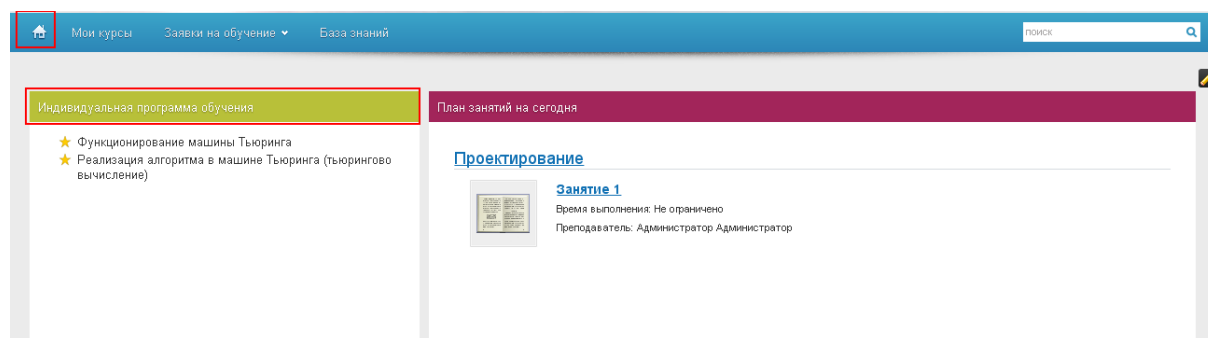 Мои курсы Заявки на обучение База знаний поиск
Индивидуальная программа обучения
План занятий на сегодня
Функционирование машины Тьюринга
Реализация алгоритма в машине Тьюринга (тьюрингово
вычисление)
Проектирование
Занятие 1
Время выполнения: Не ограничено
Преподаватель: Администратор Администратор